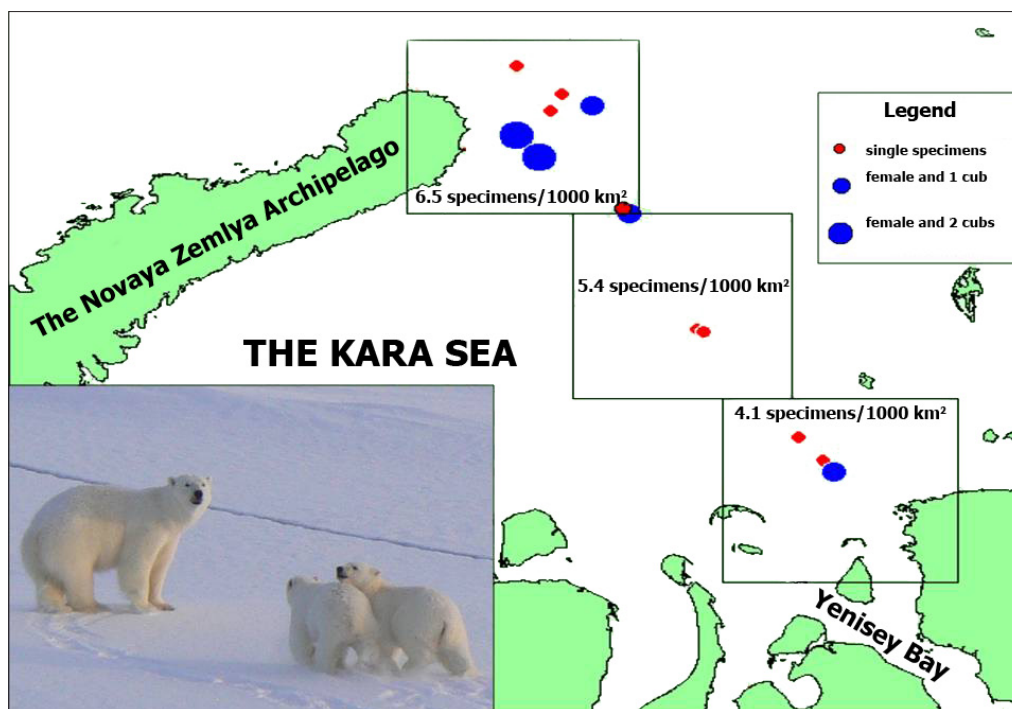 The Novaya Zemlya Archipelago
THE KARA SEA
6.5 specimens/1000 km²
5.4 specimens/1000 km²
4.1 specimens/1000 km²
Legend
single specimens
female and 1 cub
female and 2 cubs
Yenisey Bay